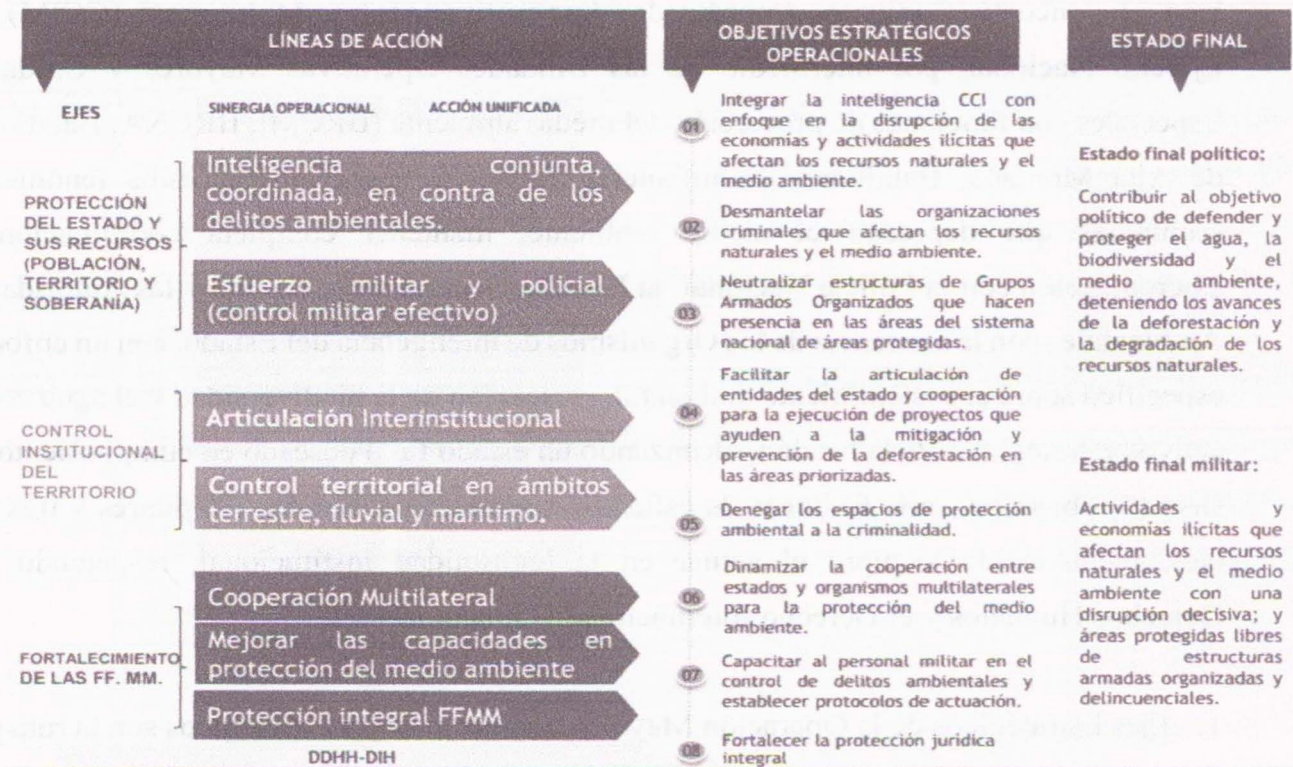 LÍNEAS DE ACCIÓN
OBJETIVOS ESTRATÉGICOS
OPERACIONALES
ESTADO FINAL
EJES
SINERGIA OPERACIONAL
ACCIÓN UNIFICADA
PROTECCIÓN
DEL ESTADO Y
SUS RECURSOS
(POBLACIÓN,
TERRITORIO Y
SOBERANÍA)
Inteligencia conjunta,
coordinada, en contra de los
delitos ambientales.
Esfuerzo militar y policial
(control militar efectivo)
CONTROL
INSTITUCIONAL
DEL
TERRITORIO
Articulación Interinstitucional
Control territorial en ámbitos
terrestre, fluvial y marítimo.
FORTALECIMIENTO
DE LAS FF. MM.
Cooperación Multilateral
Mejorar las capacidades en
protección del medio ambiente
Protección integral FFMM
DDHH-DIH
01
Integrar la inteligencia CCI con
enfoque en la disrupción de las
economías y actividades ilícitas que
afectan los recursos naturales y el
medio ambiente.
02
Desmantelar las organizaciones
criminales que afectan los recursos
naturales y el medio ambiente.
03
Neutralizar estructuras de Grupos
Armados Organizados que hacen
presencia en las áreas del sistema
nacional de áreas protegidas.
04
Facilitar la articulación de
entidades del estado y cooperación
para la ejecución de proyectos que
ayuden a la mitigación y
prevención de la deforestación en
las áreas priorizadas.
05
Denegar los espacios de protección
ambiental a la criminalidad.
06
Dinamizar la cooperación entre
estados y organismos multilaterales
para la protección del medio
ambiente.
07
Capacitar al personal militar en el
control de delitos ambientales y
establecer protocolos de actuación.
08
Fortalecer la protección jurídica
integral
Estado final político:
Contribuir al objetivo
político de defender y
proteger el agua, la
biodiversidad y el
medio ambiente,
deteniendo los avances
de la deforestación y
la degradación de los
recursos naturales.
Estado final militar:
Actividades y
economías ilícitas que
afectan los recursos
naturales y el medio
ambiente con una
disrupción decisiva; y
áreas protegidas libres
de estructuras
armadas organizadas y
delincuenciales.